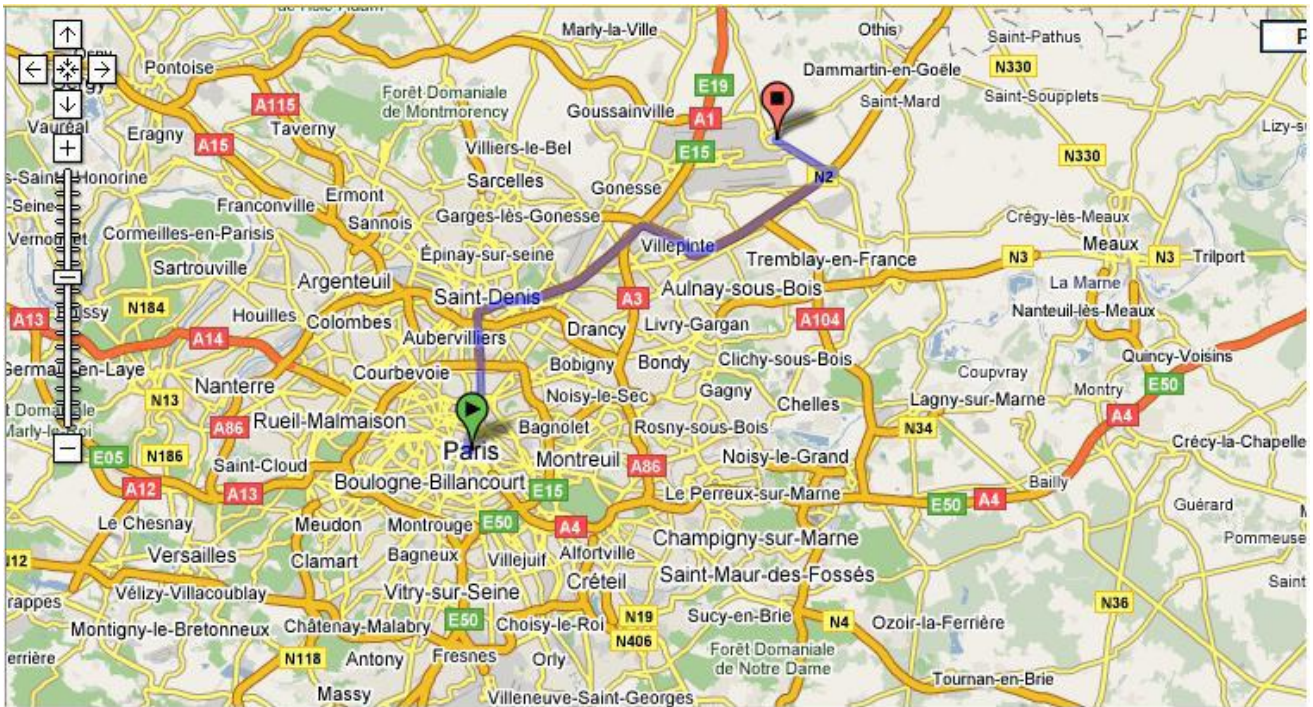 Marly-la-Ville
Othis
Saint-Pathus
P
Pontoise
N330
Dammartin-en-Goële
E19
A115
Forêt Domaniale
de Montmorency
Goussainville
Saint-Mard
Saint-Soupplets
Vauréal
Eragny
A15
Taverny
A1
Villiers-le-Bel
E15
N330
Honorine
Ermont
Sarcelles
Gonesse
N2
Franconville
Sannois
Garges-lès-Gonesse
Crégy-lès-Meaux
Cormeilles-en-Parisis
Villepinte
Meaux
Épinay-sur-seine
Tremblay-en-France
N3
N3
Trilport
Sartrouville
Argenteuil
Aulnay-sous-Bois
La Marne
N184
Saint-Denis
A3
Nanteuil-lès-Meaux
A13
Houilles
Colombes
Drancy
Livry-Gargan
A104
A14
Aubervilliers
Quincy-Voisins
Bobigny
Bondy
Clichy-sous-Bois
Courbevoie
Coupvray
E50
Nanterre
Noisy-le-Sec
Gagny
Montry
N13
Chelles
Lagny-sur-Marne
A86
Rueil-Malmaison
Bagnolet
Rosny-sous-Bois
A4
N34
Crécy-la-Chapelle
Paris
E05
N186
Saint-Cloud
Montreuil
A86
Noisy-le-Grand
Boulogne-Billancourt
Bailly
A12
A13
E15
Le Perreux-sur-Marne
E50
A4
Guérard
Le Chesnay
Meudon
Montrouge
E50
A4
Champigny-sur-Marne
Versailles
Clamart
Bagneux
Villejuif
Alfortville
Pommeuse
Créteil
Saint-Maur-des-Fossés
Saint
Vélizy-Villacoublay
Vitry-sur-Seine
N36
N19
Sucy-en-Brie
Montigny-le-Bretonneux
Châtenay-Malabry
E50
Choisy-le-Roi
N4
Ozoir-la-Ferrière
N406
N118
Antony
Fresnes
Orly
Forêt Domaniale
de Notre Dame
Massy
Villeneuve-Saint-Georges
Tournan-en-Brie